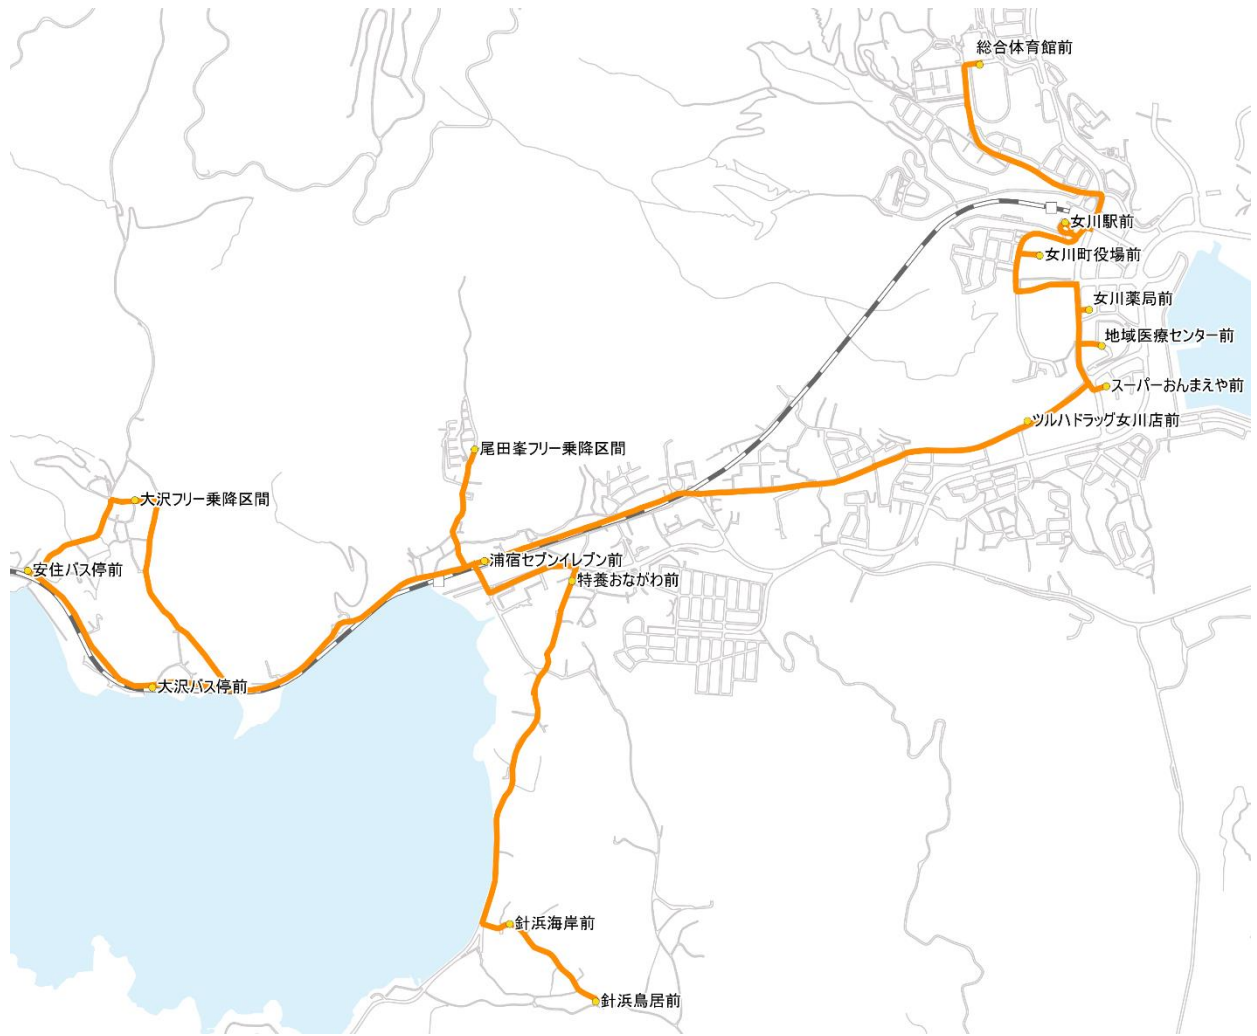 総合体育館前
女川駅前
女川町役場前
女川薬局前
地域医療センター前
スーパーおんまえや前
ツルハドラッグ女川店前
尾田峯フリー乗降区間
大沢フリー乗降区間
浦宿セブンイレブン前
安住バス停前
特養おながわ前
大沢バス停前
針浜海岸前
針浜鳥居前